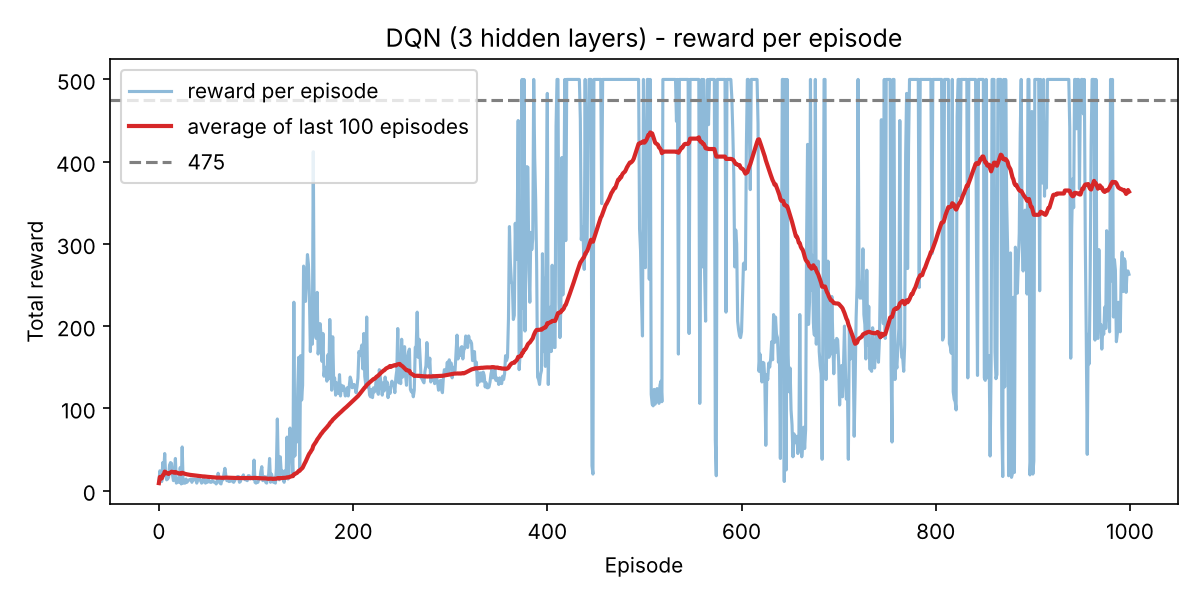 DQN (3 hidden layers) - reward per episode
reward per episode
average of last 100 episodes
475
Total reward
500
400
300
200
100
0
0 200 400 600 800 1000
Episode